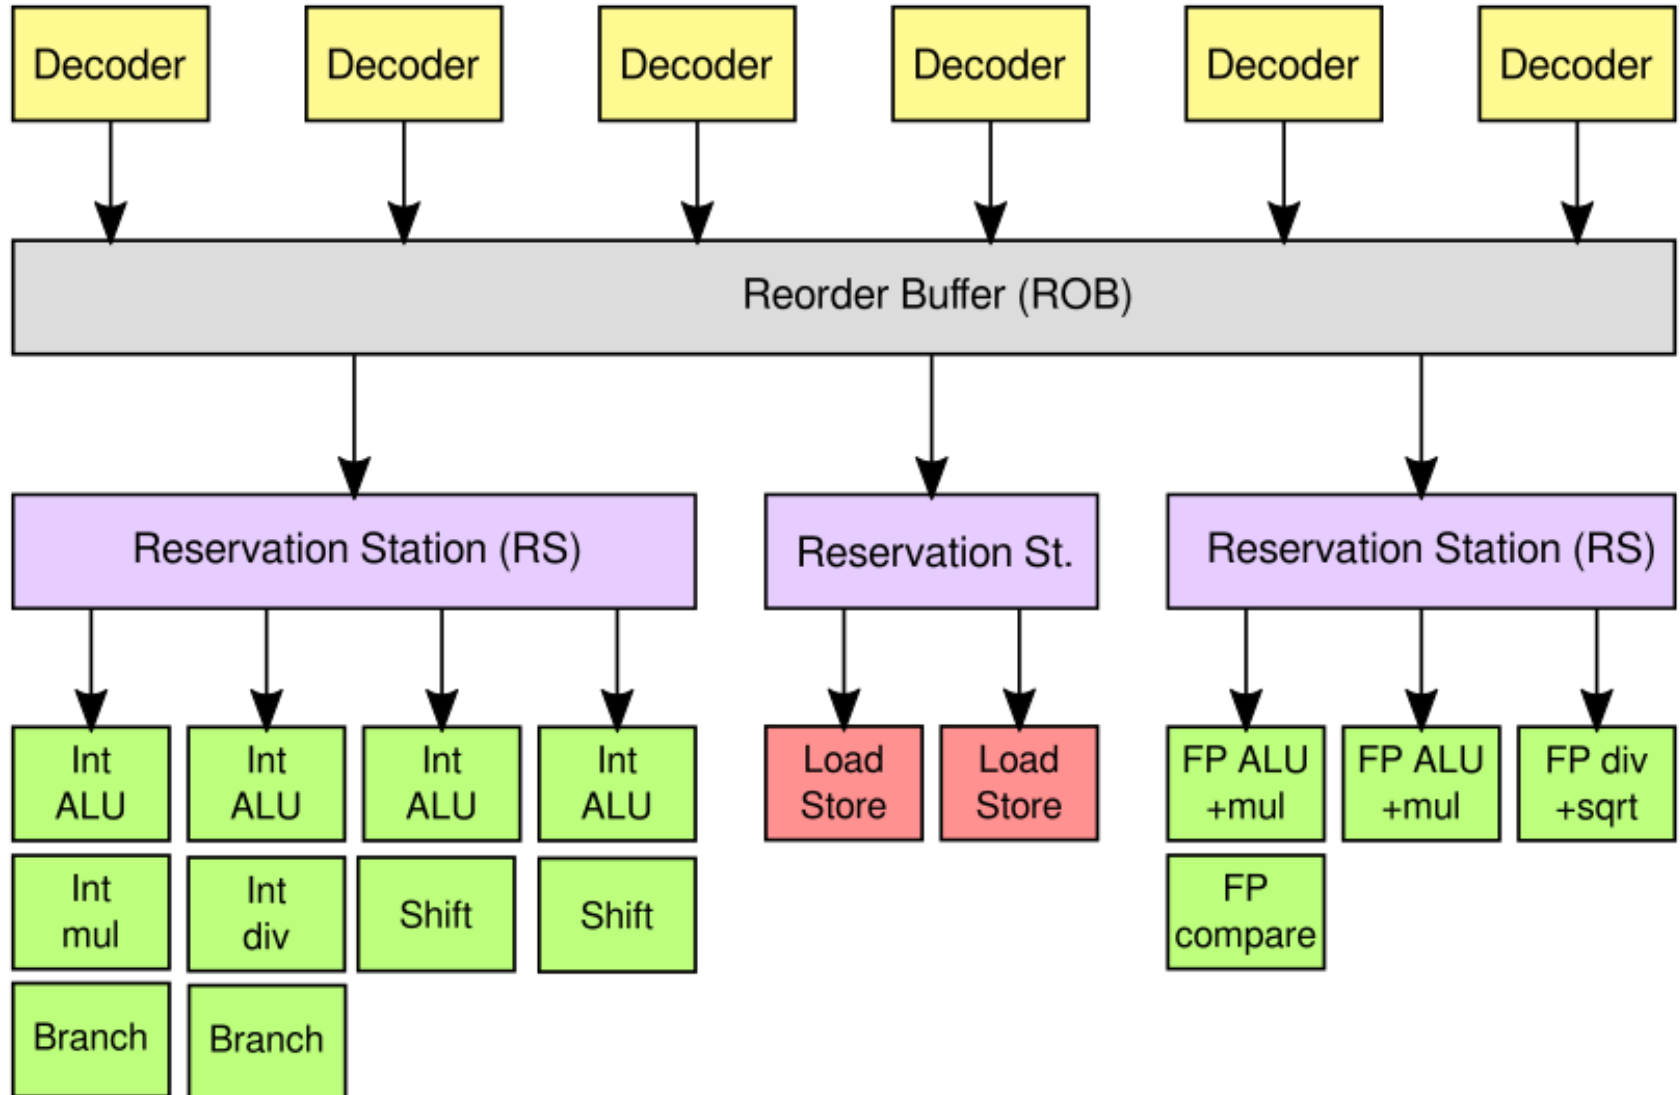 Decoder
Decoder
Decoder
Decoder
Decoder
Decoder
Reorder Buffer (ROB)
Reservation Station (RS)
Reservation St.
Reservation Station (RS)
Int
ALU
Int
ALU
Int
ALU
Int
ALU
Load
Store
Load
Store
FP ALU
+mul
FP ALU
+mul
FP div
+sqrt
Int
mul
Int
div
Shift
Shift
FP
compare
Branch
Branch